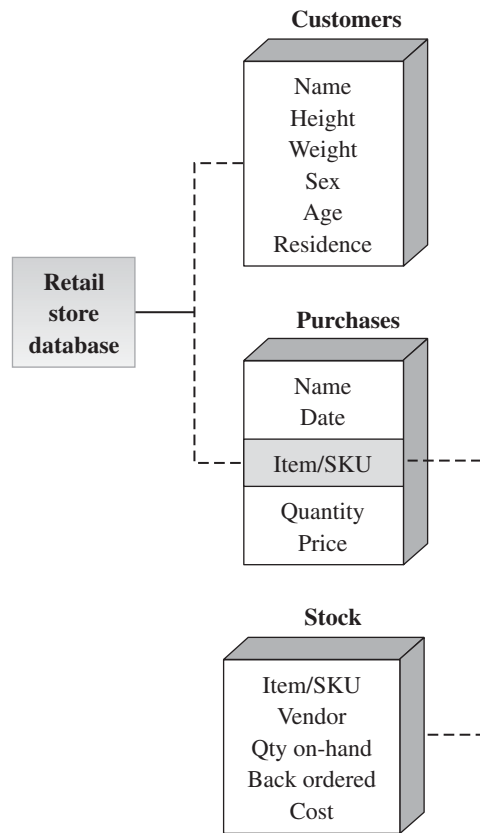 Customers
Name
Height
Weight
Sex
Age
Residence
Retail
store
database
Purchases
Name
Date
Item/SKU
Quantity
Price
Stock
Item/SKU
Vendor
Qty on-hand
Back ordered
Cost